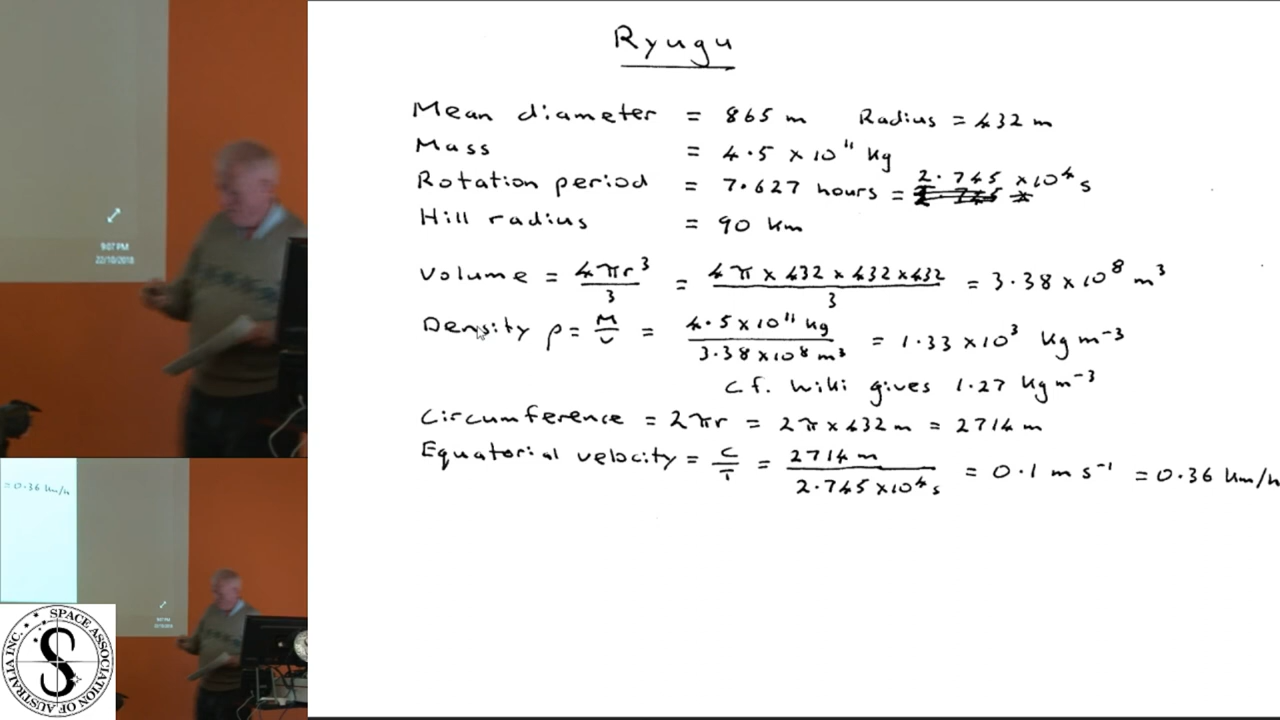 Ryugu
Mean diameter = 865 m Radius = 432 m
Mass = 4.5 × 10¹¹ kg
Rotation period = 7.627 hours = 2.745 × 10⁴ s
Hill radius = 90 km
Volume = 4πr³/3 = 4π × 432 × 432 × 432/3 = 3.38 × 10⁸ m³
Density ρ = M/V = 4.5 × 10¹¹ kg/3.38 × 10⁸ m³ = 1.33 × 10³ kg m⁻³
c.f. Wiki gives 1.27 kg m⁻³
Circumference = 2πr = 2π × 432 m = 2714 m
Equatorial velocity = C/T = 2714 m/2.745 × 10⁴ s = 0.1 m s⁻¹ = 0.36 km/h
9:07 PM
22/10/2018
= 0.36 km/h
SPACE ASSOCIATION OF AUSTRALIA INC.
S